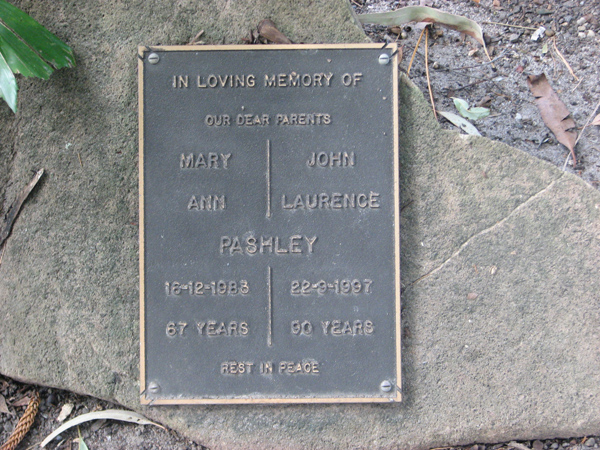 IN LOVING MEMORY OF
OUR DEAR PARENTS
MARY ANN
JOHN LAURENCE
PASHLEY
16-12-1983 22-9-1997
67 YEARS 90 YEARS
REST IN PEACE